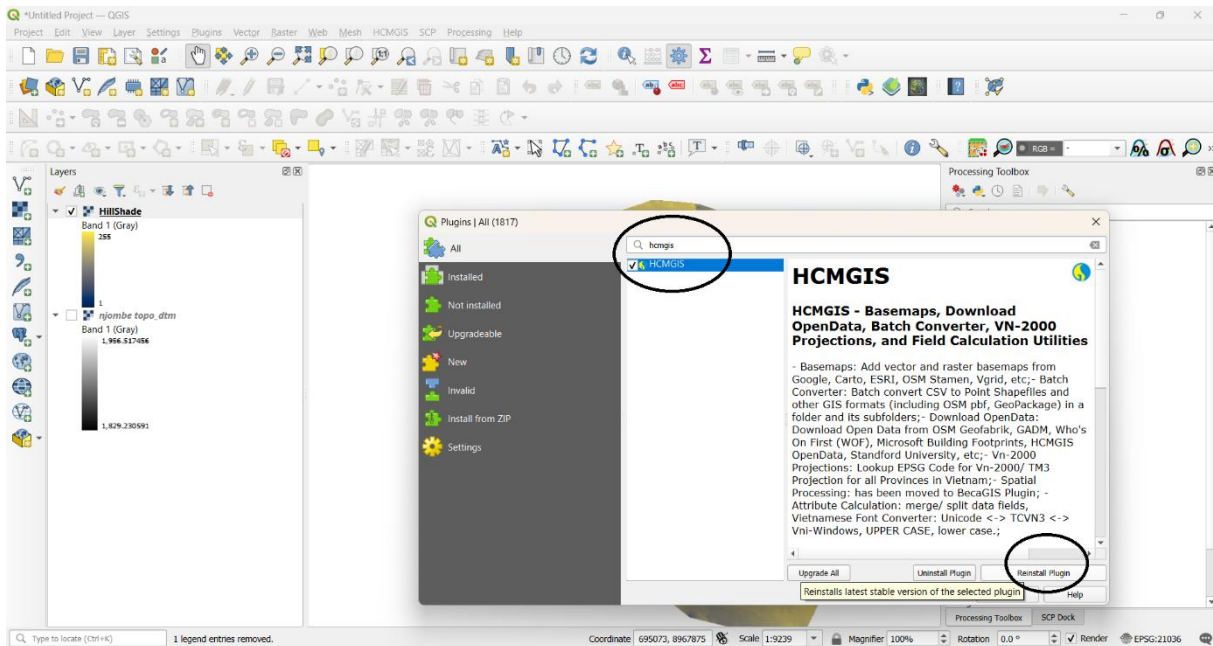 *Untitled Project — QGIS
Project Edit View Layer Settings Plugins Vector Raster Web Mesh HCMGIS SCP Processing Help
RGB = -
Layers
HillShade
Band 1 (Gray)
255
1
njombe topo_dtm
Band 1 (Gray)
1,956.517456
1,829.230591
Processing Toolbox
Plugins | All (1817)
All
Installed
Not installed
Upgradeable
New
Invalid
Install from ZIP
Settings
hcmgis
HCMGIS
HCMGIS
HCMGIS - Basemaps, Download
OpenData, Batch Converter, VN-2000
Projections, and Field Calculation Utilities
- Basemaps: Add vector and raster basemaps from
Google, Carto, ESRI, OSM Stamen, Vgrid, etc;- Batch
Converter: Batch convert CSV to Point Shapefiles and
other GIS formats (including OSM pbf, GeoPackage) in a
folder and its subfolders;- Download OpenData:
Download Open Data from OSM Geofabrik, GADM, Who's
On First (WOF), Microsoft Building Footprints, HCMGIS
OpenData, Standford University, etc;- Vn-2000
Projections: Lookup EPSG Code for Vn-2000/ TM3
Projection for all Provinces in Vietnam;- Spatial
Processing: has been moved to BecaGIS Plugin; -
Attribute Calculation: merge/ split data fields,
Vietnamese Font Converter: Unicode <-> TCVN3 <->
Vni-Windows, UPPER CASE, lower case.;
Upgrade All Uninstall Plugin Reinstall Plugin
Reinstalls latest stable version of the selected plugin
Help
Processing Toolbox SCP Dock
Type to locate (Ctrl+K) 1 legend entries removed. Coordinate 695073, 8967875 Scale 1:9239 Magnifier 100% Rotation 0.0 ° Render EPSG:21036